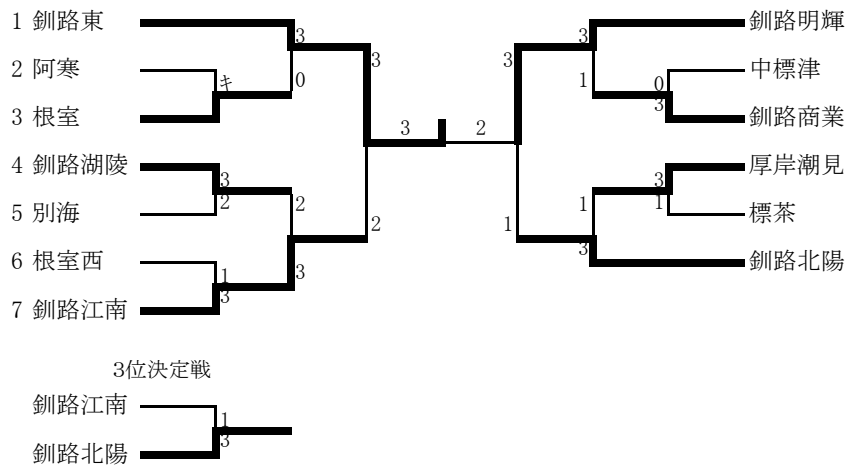 1 釧路東
3
3
3
釧路明輝
2 阿寒
キ
0
3
1
0
中標津
3 根室
3
釧路商業
3
2
4 釧路湖陵
3
3
厚岸潮見
5 別海
2
2
1
1
標茶
2
1
6 根室西
1
3
3
釧路北陽
7 釧路江南
3
3位決定戦
釧路江南
1
釧路北陽
3